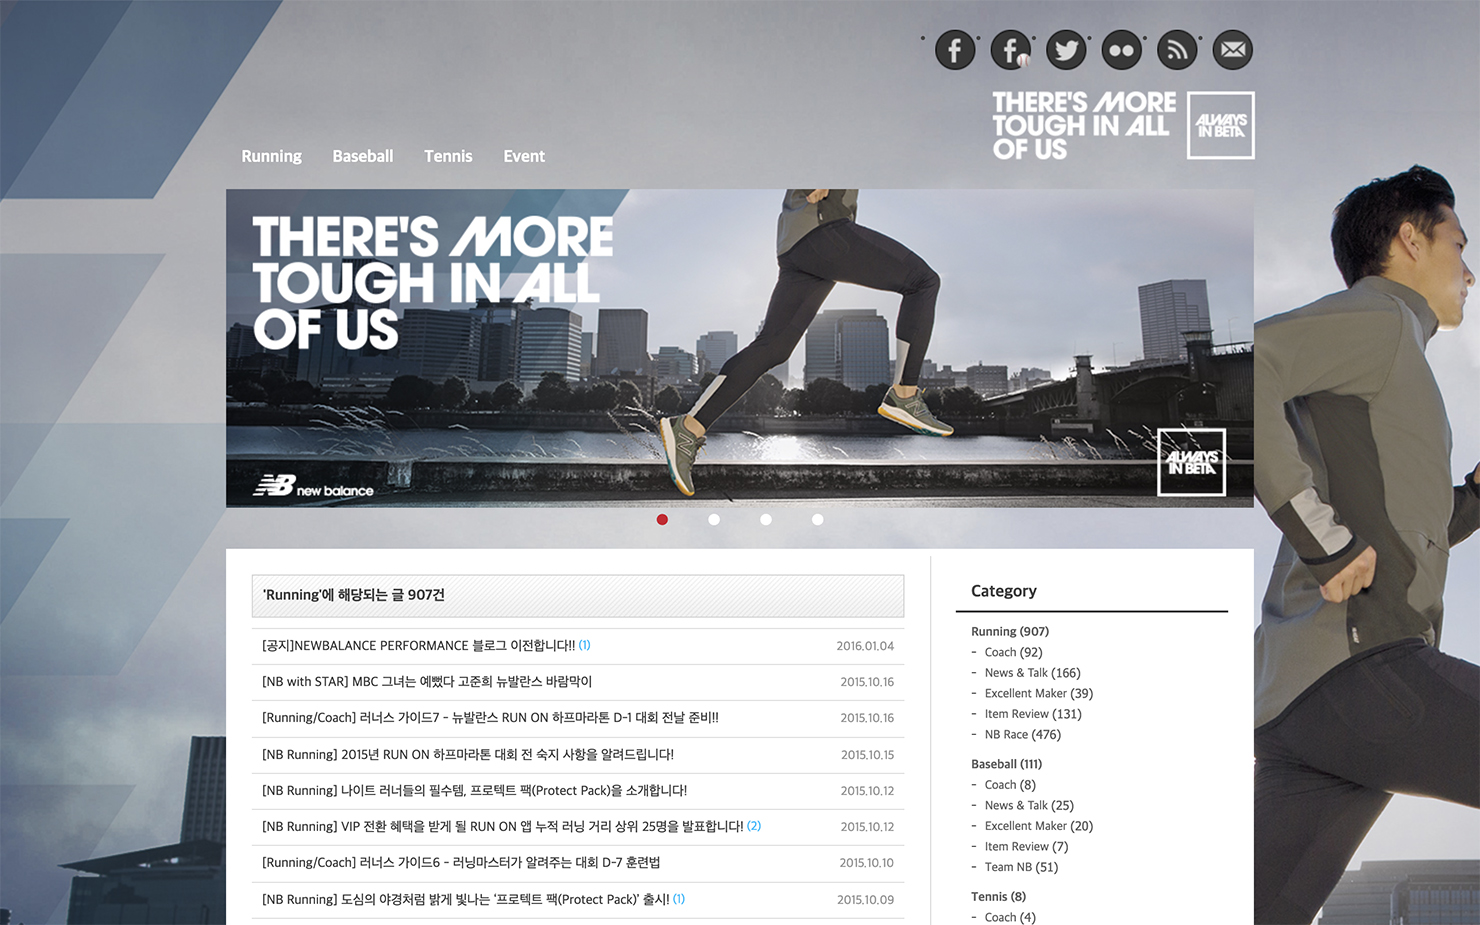 THERE'S MORE
TOUGH IN ALL
OF US
ALWAYS
IN BETA
Running Baseball Tennis Event
THERE'S MORE
TOUGH IN ALL
OF US
NB new balance
ALWAYS
IN BETA
'Running'에 해당되는 글 907건
[공지]NEWBALANCE PERFORMANCE 블로그 이전합니다!! (1) 2016.01.04
[NB with STAR] MBC 그녀는 예뻤다 고준희 뉴발란스 바람막이 2015.10.16
[Running/Coach] 러너스 가이드7 - 뉴발란스 RUN ON 하프마라톤 D-1 대회 전날 준비!! 2015.10.16
[NB Running] 2015년 RUN ON 하프마라톤 대회 전 숙지 사항을 알려드립니다! 2015.10.15
[NB Running] 나이트 러너들의 필수템, 프로텍트 팩(Protect Pack)을 소개합니다! 2015.10.12
[NB Running] VIP 전환 혜택을 받게 될 RUN ON 앱 누적 러닝 거리 상위 25명을 발표합니다! (2) 2015.10.12
[Running/Coach] 러너스 가이드6 - 러닝마스터가 알려주는 대회 D-7 훈련법 2015.10.10
[NB Running] 도심의 야경처럼 밝게 빛나는 ‘프로텍트 팩(Protect Pack)’ 출시! (1) 2015.10.09
Category
Running (907)
- Coach (92)
- News & Talk (166)
- Excellent Maker (39)
- Item Review (131)
- NB Race (476)
Baseball (111)
- Coach (8)
- News & Talk (25)
- Excellent Maker (20)
- Item Review (7)
- Team NB (51)
Tennis (8)
- Coach (4)